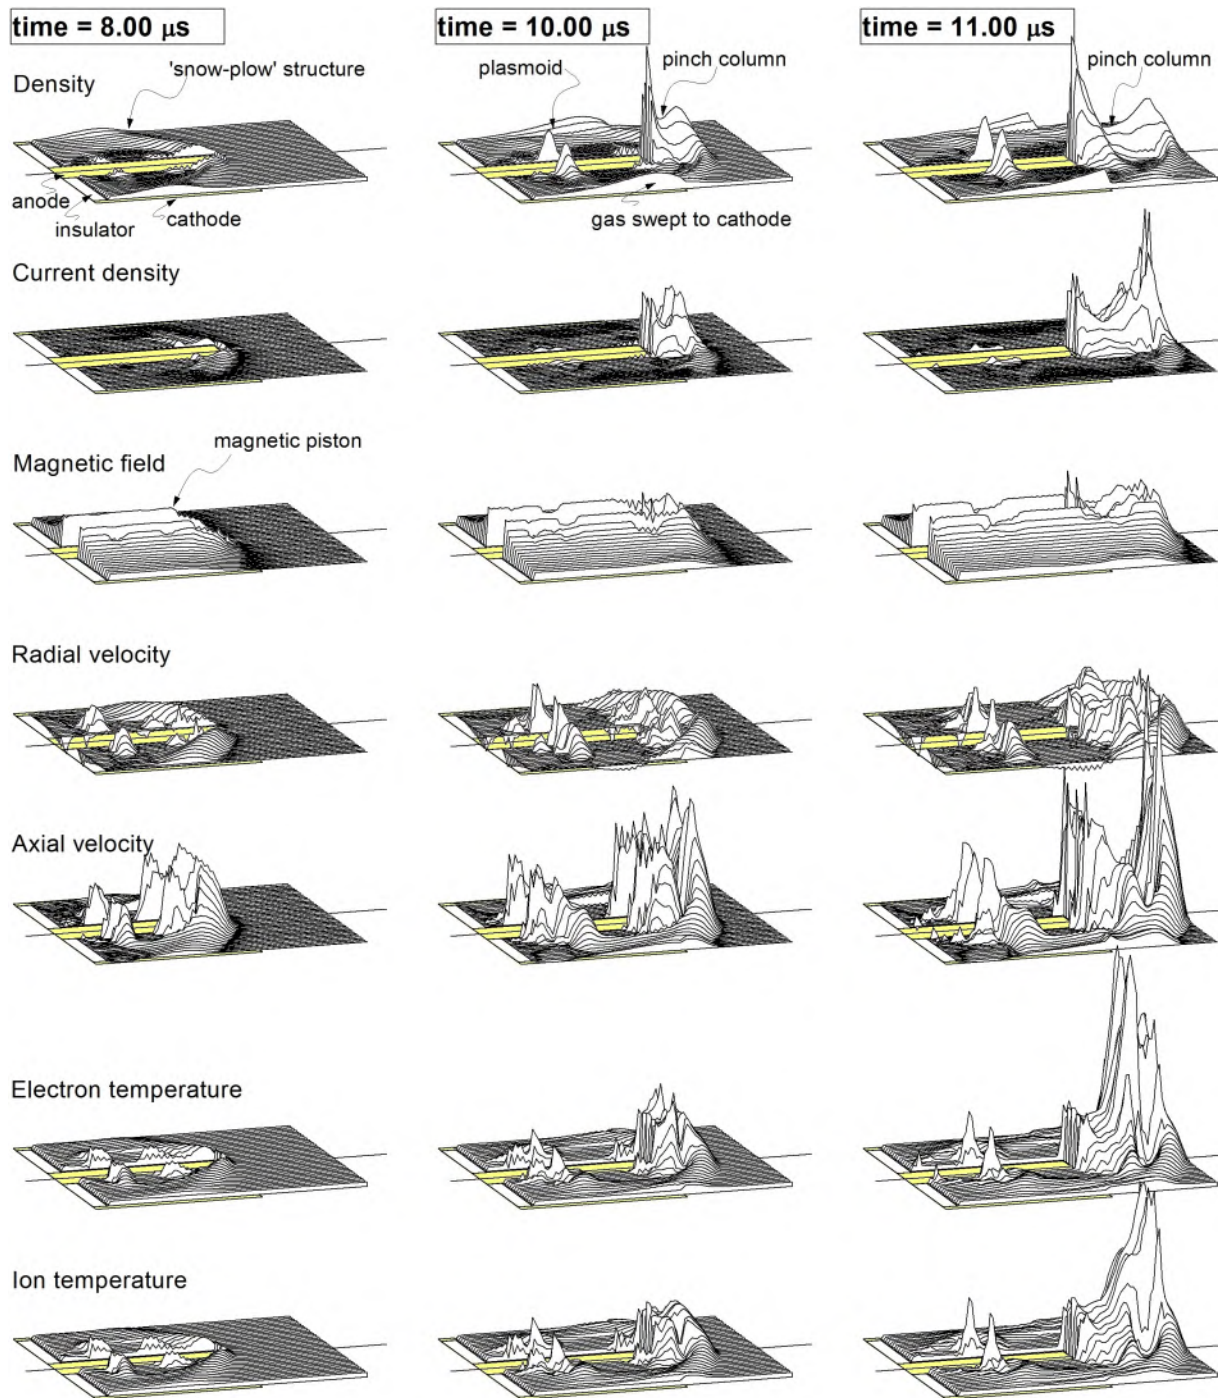 time = 8.00 μs
time = 10.00 μs
time = 11.00 μs
Density
'snow-plow' structure
plasmoid
pinch column
pinch column
anode
insulator
cathode
gas swept to cathode
Current density
Magnetic field
magnetic piston
Radial velocity
Axial velocity
Electron temperature
Ion temperature